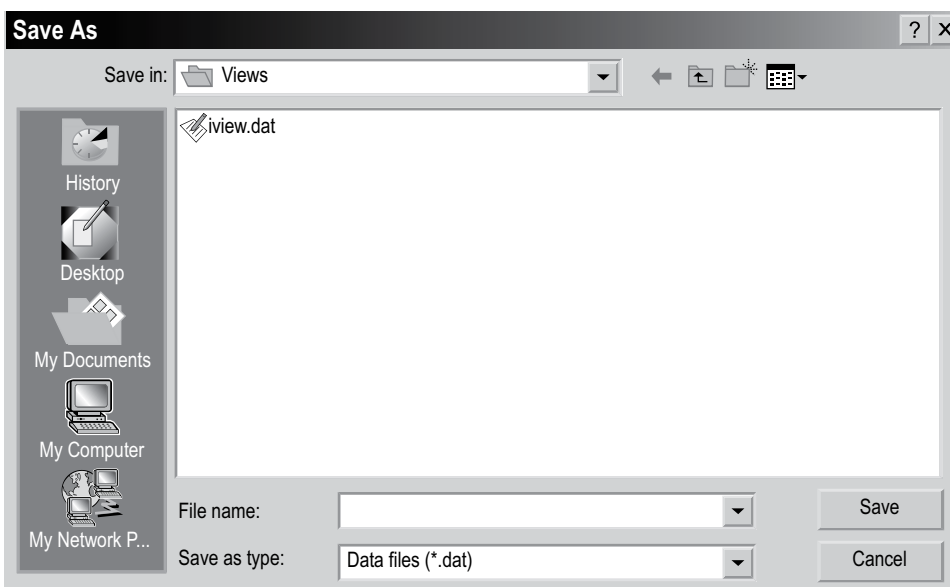 Save As
?
X
Save in:
Views
iview.dat
History
Desktop
My Documents
My Computer
My Network P...
File name:
Save
Save as type:
Data files (*.dat)
Cancel